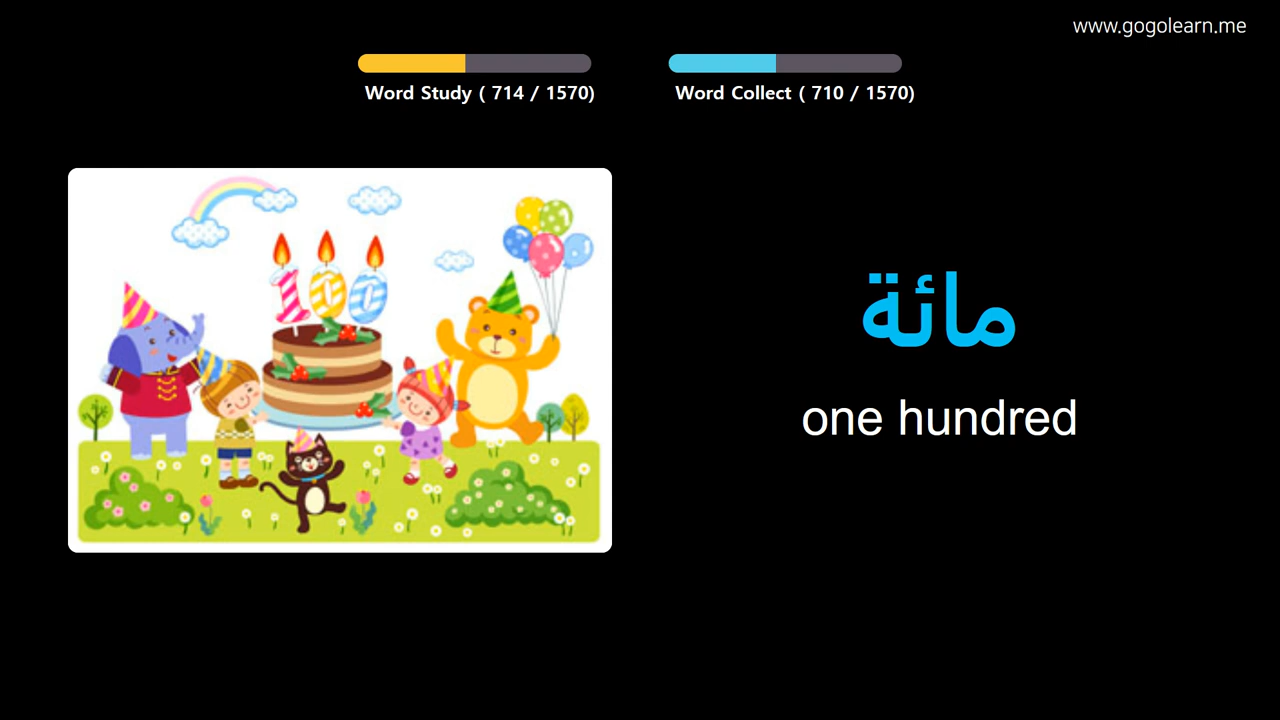 www.gogolearn.me
Word Study ( 714 / 1570)
Word Collect ( 710 / 1570)
100
مائة
one hundred